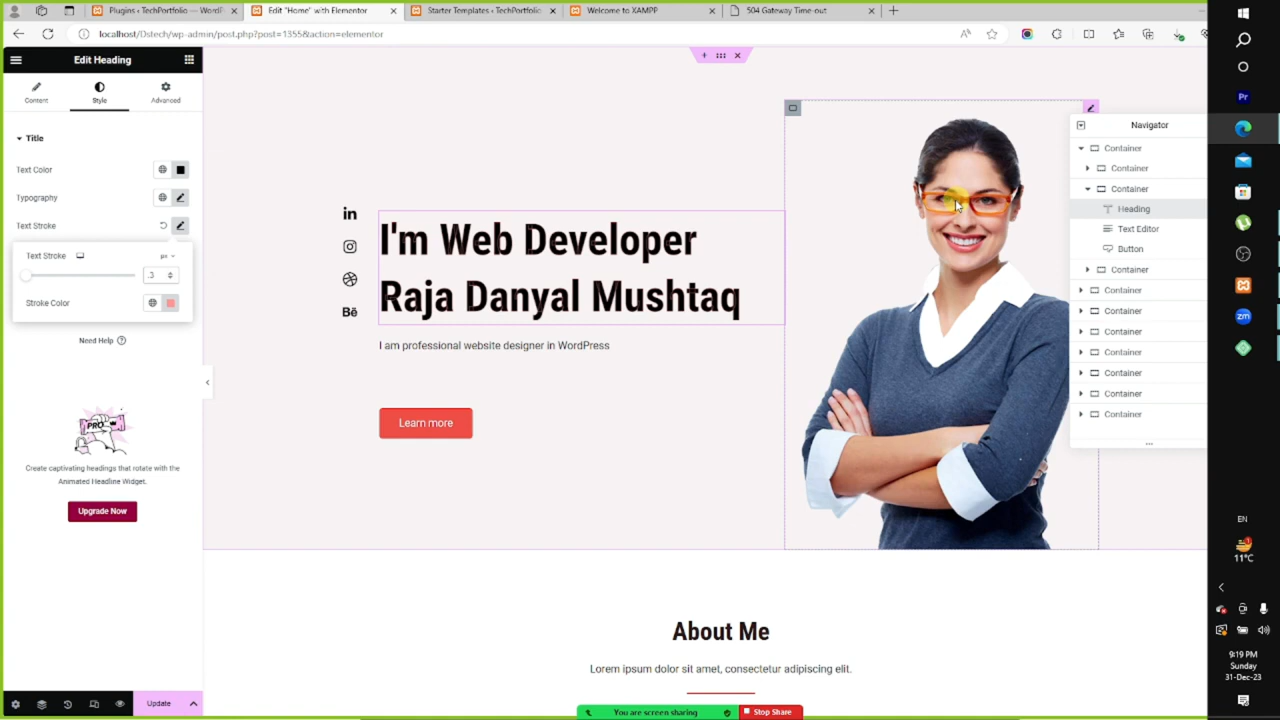 Plugins ‹ TechPortfolio — WordP
Edit "Home" with Elementor
Starter Templates ‹ TechPortfolio
Welcome to XAMPP
504 Gateway Time-out
localhost/Dstech/wp-admin/post.php?post=1355&action=elementor
Edit Heading
Content
Style
Advanced
Title
Text Color
Typography
Text Stroke
Text Stroke
px
.3
Stroke Color
Need Help
PRO
Create captivating headings that rotate with the
Animated Headline Widget.
Upgrade Now
Update
I'm Web Developer
Raja Danyal Mushtaq
I am professional website designer in WordPress
Learn more
About Me
Lorem ipsum dolor sit amet, consectetur adipiscing elit.
You are screen sharing
Stop Share
Navigator
Container
Container
Container
Heading
Text Editor
Button
Container
Container
Container
Container
Container
Container
Container
Container
Pr
zm
EN
11°C
9:19 PM
Sunday
31-Dec-23